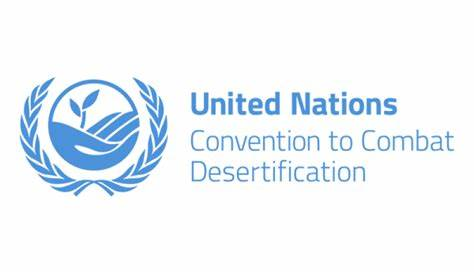 United Nations
Convention to Combat
Desertification